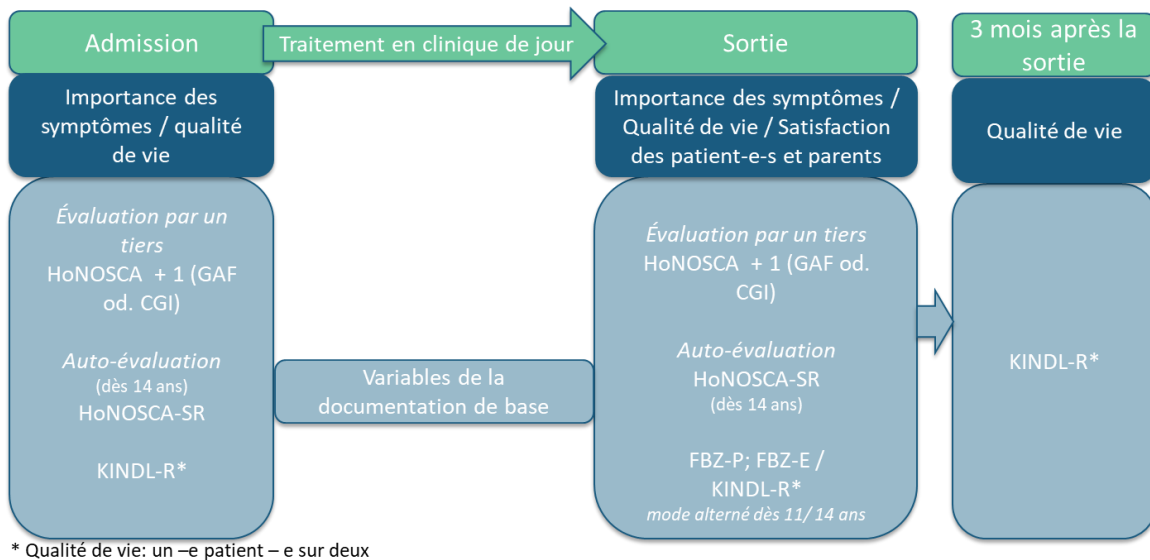 Admission
Traitement en clinique de jour
Sortie
3 mois après la
sortie
Importance des
symptômes / qualité
de vie
Importance des symptômes /
Qualité de vie / Satisfaction
des patient-e-s et parents
Qualité de vie
Évaluation par un
tiers
HoNOSCA + 1 (GAF
od. CGI)
Auto-évaluation
(dès 14 ans)
HoNOSCA-SR
KINDL-R*
Variables de la
documentation de base
Évaluation par un tiers
HoNOSCA + 1 (GAF od.
CGI)
Auto-évaluation
HoNOSCA-SR
(dès 14 ans)
FBZ-P; FBZ-E /
KINDL-R*
mode alterné dès 11/ 14 ans
KINDL-R*
* Qualité de vie: un –e patient – e sur deux